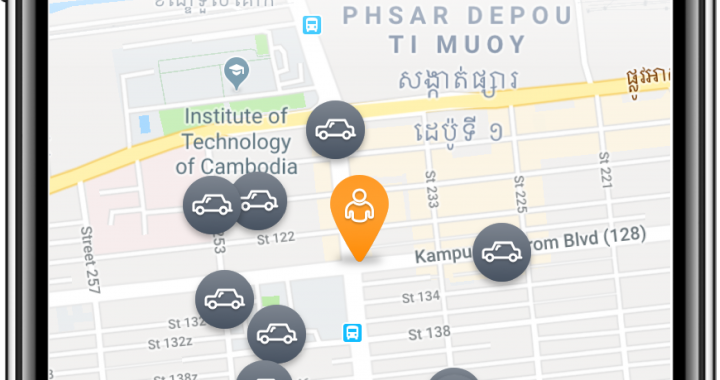 PHSAR DEPOU
TI MUOY
សង្កាត់ផ្សារ
ដេប៉ូទី ១
Institute of
Technology
of Cambodia
St 233
St 225
St 221
Street 257
253
St 122
Kampu
rom Blvd (128)
St 134
St 132
St 132z
St 138
St 138z